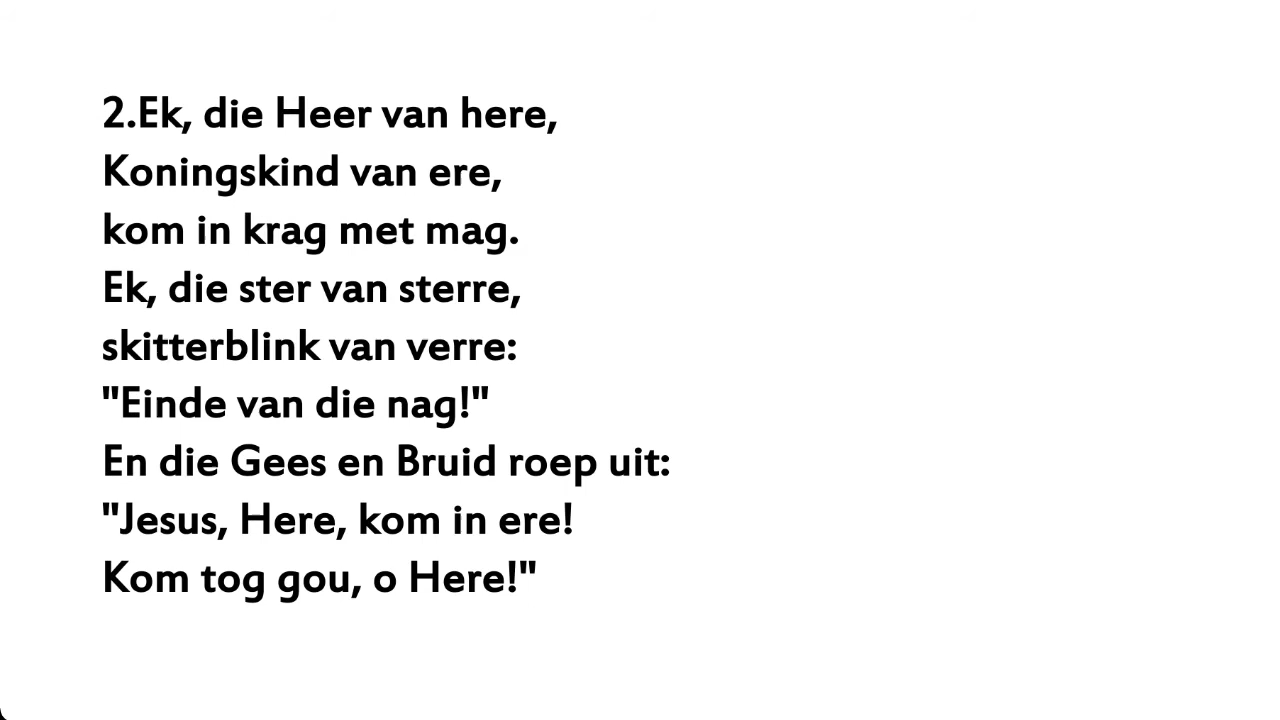 2.Ek, die Heer van here,
Koningskind van ere,
kom in krag met mag.
Ek, die ster van sterre,
skitterblink van verre:
"Einde van die nag!"
En die Gees en Bruid roep uit:
"Jesus, Here, kom in ere!
Kom tog gou, o Here!"